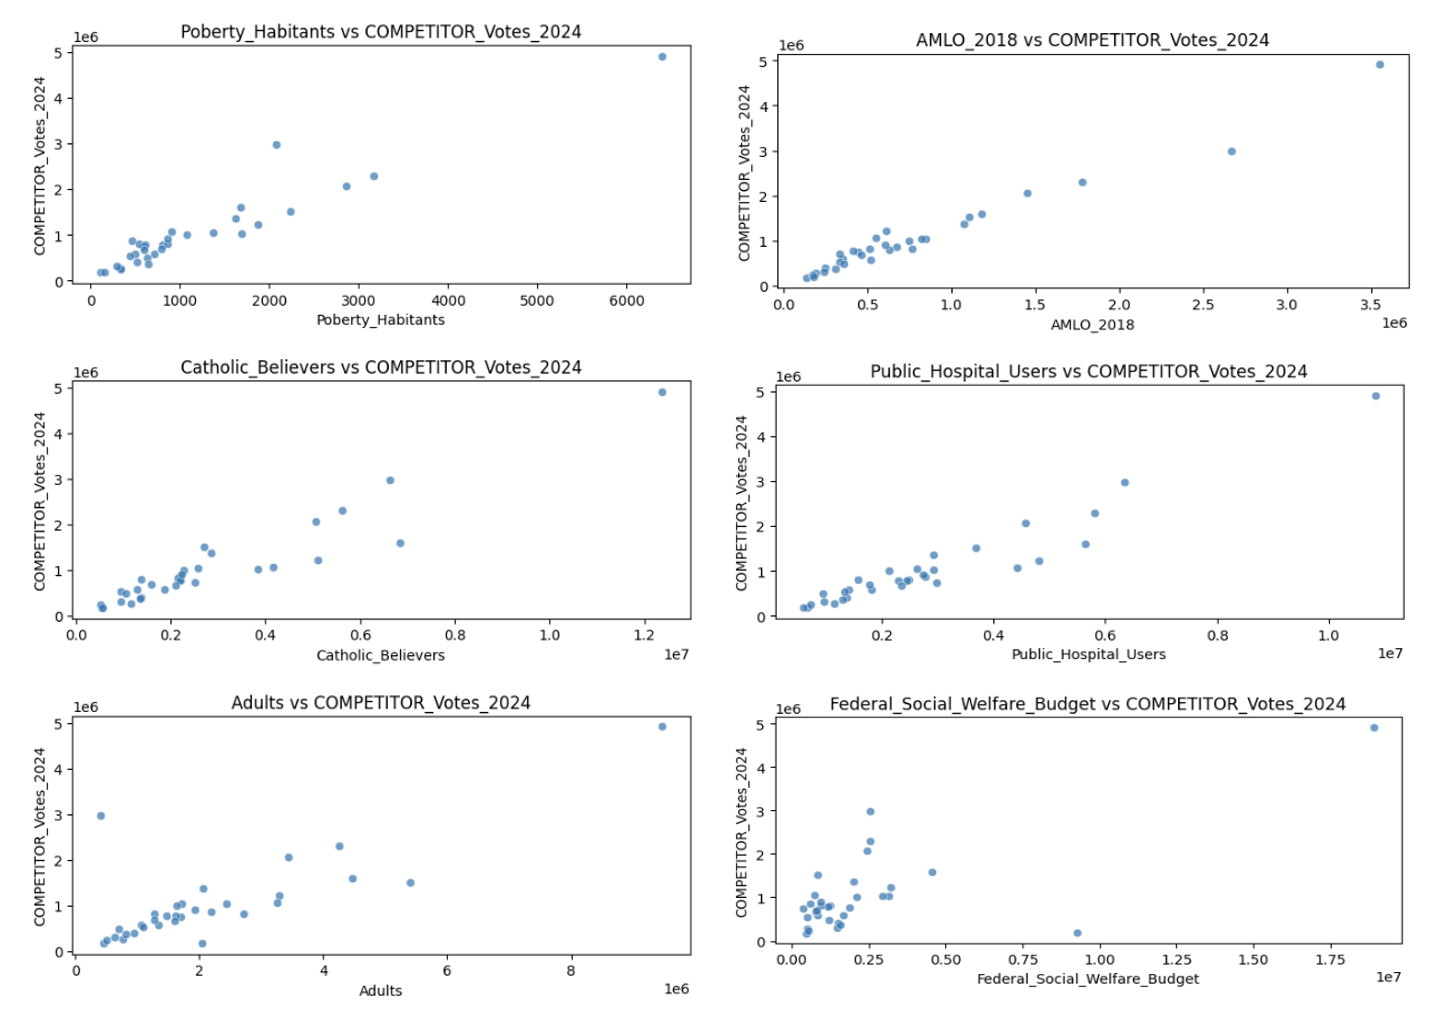 Poberty_Habitants vs COMPETITOR_Votes_2024
1e6
COMPETITOR_Votes_2024
5
4
3
2
1
0
0 1000 2000 3000 4000 5000 6000
Poberty_Habitants
AMLO_2018 vs COMPETITOR_Votes_2024
1e6
COMPETITOR_Votes_2024
5
4
3
2
1
0
0.0 0.5 1.0 1.5 2.0 2.5 3.0 3.5
AMLO_2018
1e6
Catholic_Believers vs COMPETITOR_Votes_2024
1e6
COMPETITOR_Votes_2024
5
4
3
2
1
0
0.0 0.2 0.4 0.6 0.8 1.0 1.2
Catholic_Believers
1e7
Public_Hospital_Users vs COMPETITOR_Votes_2024
1e6
COMPETITOR_Votes_2024
5
4
3
2
1
0
0.2 0.4 0.6 0.8 1.0
Public_Hospital_Users
1e7
Adults vs COMPETITOR_Votes_2024
1e6
COMPETITOR_Votes_2024
5
4
3
2
1
0
0 2 4 6 8
Adults
1e6
Federal_Social_Welfare_Budget vs COMPETITOR_Votes_2024
1e6
COMPETITOR_Votes_2024
5
4
3
2
1
0
0.00 0.25 0.50 0.75 1.00 1.25 1.50 1.75
Federal_Social_Welfare_Budget
1e7